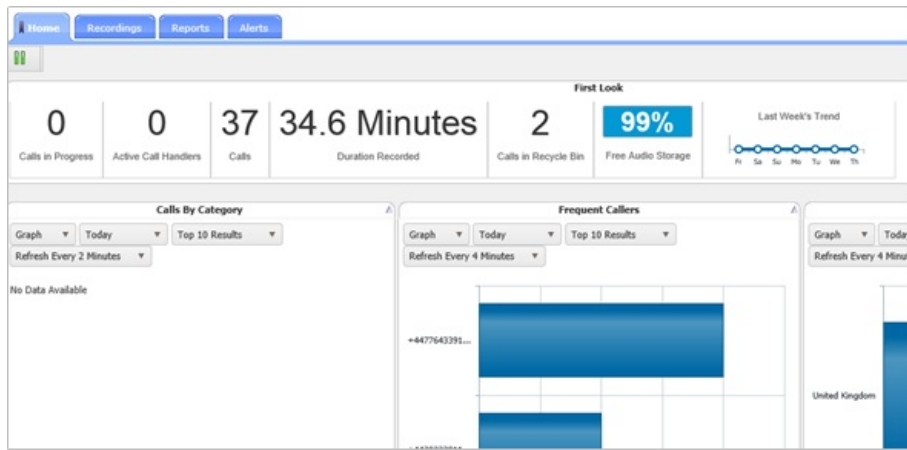 Home Recordings Reports Alerts
First Look
0 0 37 34.6 Minutes 2 99% Last Week's Trend
Calls in Progress Active Call Handlers Calls Duration Recorded Calls in Recycle Bin Free Audio Storage
Fr Sa Su Mo Tu We Th
Calls By Category Frequent Callers
Graph Today Top 10 Results Graph Today Top 10 Results Graph Today
Refresh Every 2 Minutes Refresh Every 4 Minutes Refresh Every 4 Minut
No Data Available
+4477643391...
United Kingdom